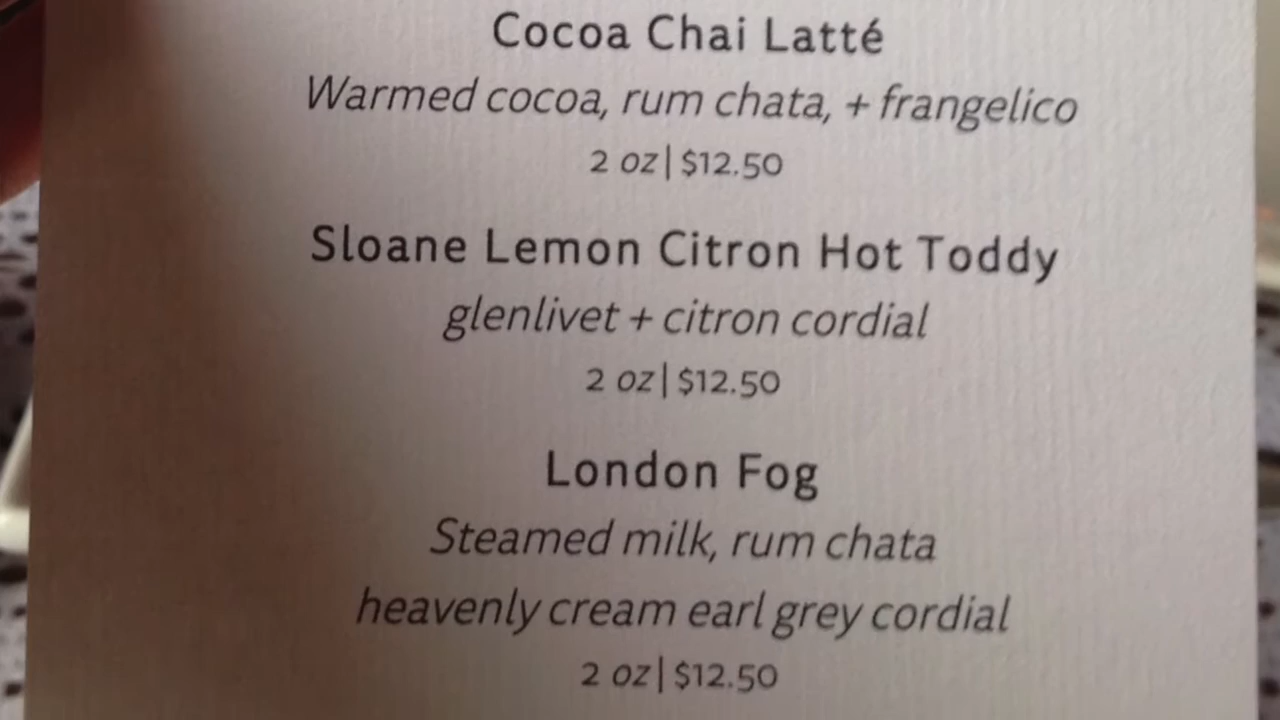 Cocoa Chai Latté
Warmed cocoa, rum chata, + frangelico
2 oz | $12.50
Sloane Lemon Citron Hot Toddy
glenlivet + citron cordial
2 oz | $12.50
London Fog
Steamed milk, rum chata
heavenly cream earl grey cordial
2 oz | $12.50